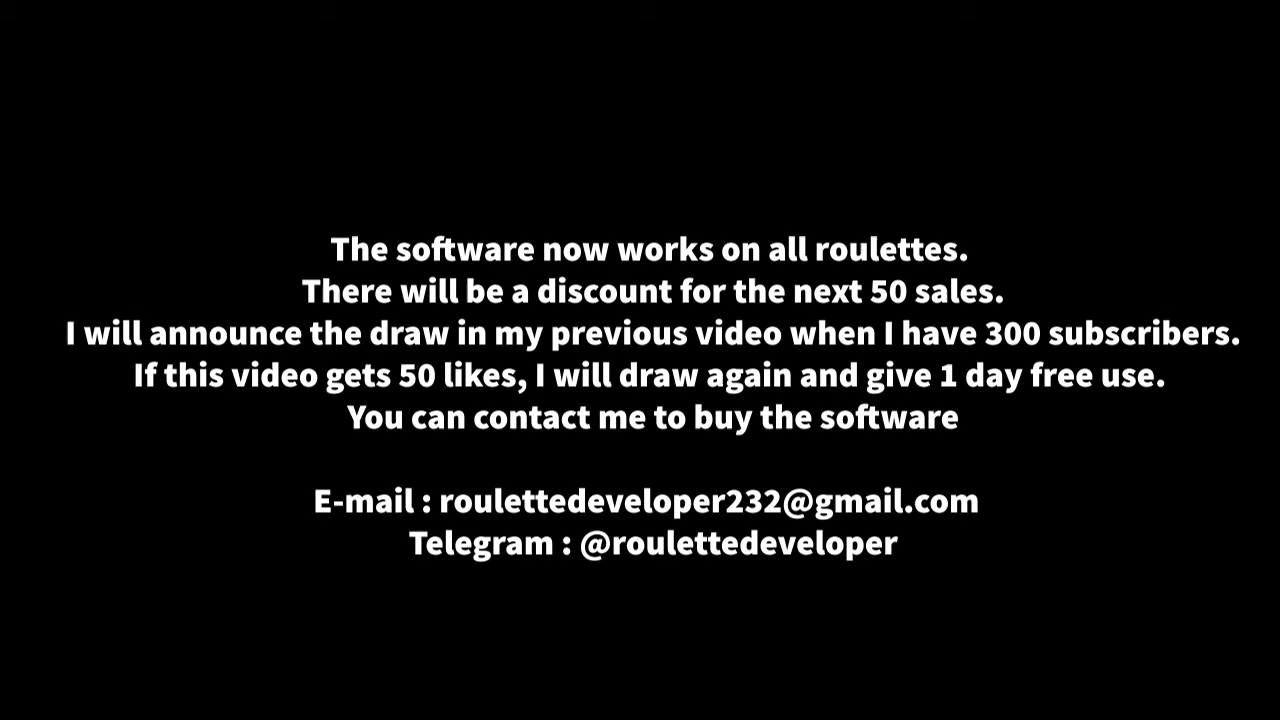 The software now works on all roulettes.
There will be a discount for the next 50 sales.
I will announce the draw in my previous video when I have 300 subscribers.
If this video gets 50 likes, I will draw again and give 1 day free use.
You can contact me to buy the software
E-mail : roulettedeveloper232@gmail.com
Telegram : @roulettedeveloper